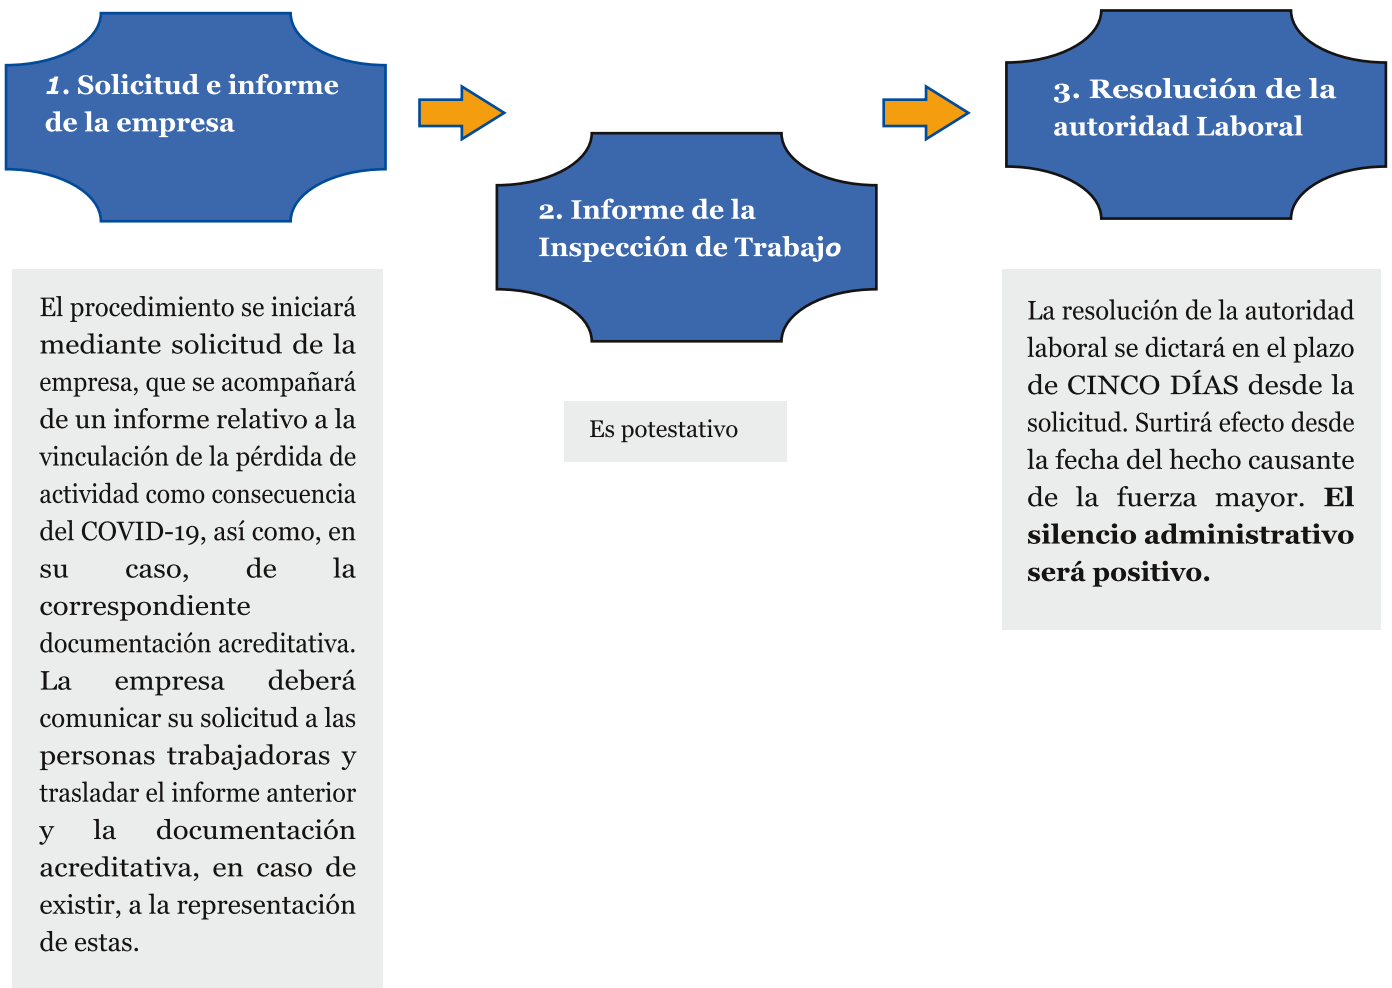 1. Solicitud e informe
de la empresa
El procedimiento se iniciará
mediante solicitud de la
empresa, que se acompañará
de un informe relativo a la
vinculación de la pérdida de
actividad como consecuencia
del COVID-19, así como, en
su caso, de la
correspondiente
documentación acreditativa.
La empresa deberá
comunicar su solicitud a las
personas trabajadoras y
trasladar el informe anterior
y la documentación
acreditativa, en caso de
existir, a la representación
de estas.
2. Informe de la
Inspección de Trabajo
Es potestativo
3. Resolución de la
autoridad Laboral
La resolución de la autoridad
laboral se dictará en el plazo
de CINCO DÍAS desde la
solicitud. Surtirá efecto desde
la fecha del hecho causante
de la fuerza mayor. El
silencio administrativo
será positivo.